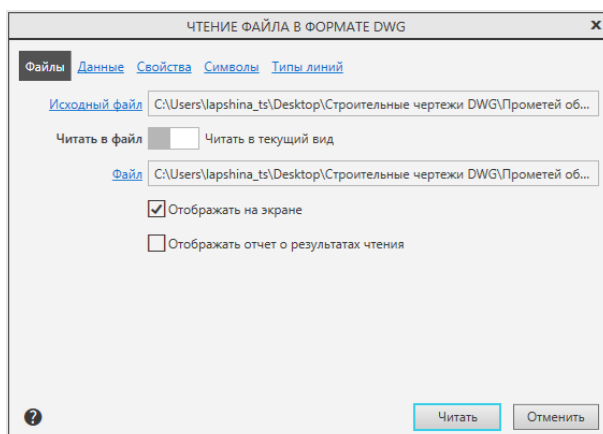 ЧТЕНИЕ ФАЙЛА В ФОРМАТЕ DWG x
Файлы Данные Свойства Символы Типы линий
Исходный файл C:\Users\lapshina_ts\Desktop\Строительные чертежи DWG\Прометей об...
Читать в файл Читать в текущий вид
Файл C:\Users\lapshina_ts\Desktop\Строительные чертежи DWG\Прометей об...
Отображать на экране
Отображать отчет о результатах чтения
? Читать Отменить